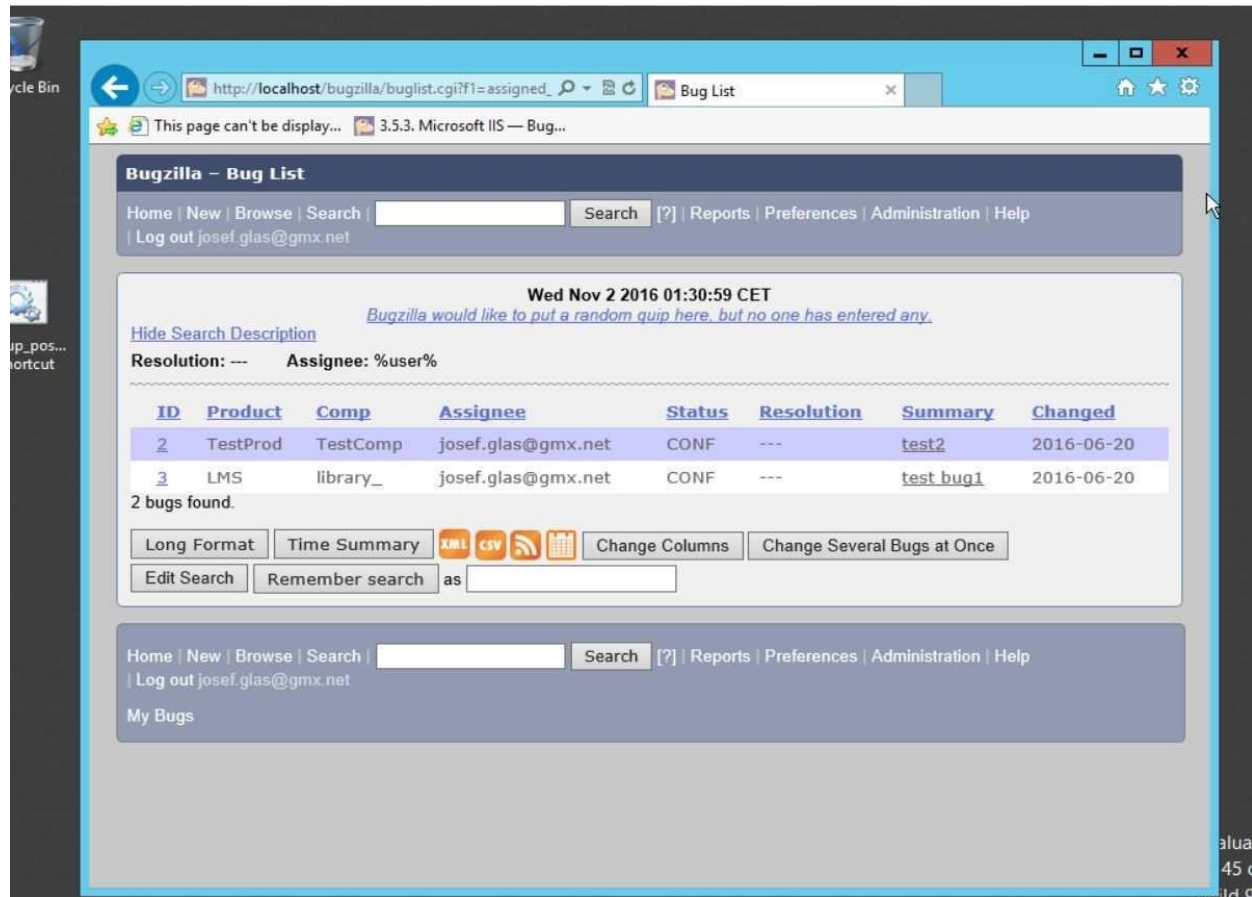 ycle Bin
http://localhost/bugzilla/buglist.cgi?f1=assigned_
Bug List
This page can't be display... 3.5.3. Microsoft IIS — Bug...
Bugzilla – Bug List
Home | New | Browse | Search | Search [?] | Reports | Preferences | Administration | Help
| Log out josef.glas@gmx.net
Wed Nov 2 2016 01:30:59 CET
Bugzilla would like to put a random quip here, but no one has entered any.
Hide Search Description
Resolution: --- Assignee: %user%
ID Product Comp Assignee Status Resolution Summary Changed
2 TestProd TestComp josef.glas@gmx.net CONF --- test2 2016-06-20
3 LMS library_ josef.glas@gmx.net CONF --- test bug1 2016-06-20
2 bugs found.
Long Format Time Summary XML CSV Change Columns Change Several Bugs at Once
Edit Search Remember search as
up_pos...
ortcut
Home | New | Browse | Search | Search [?] | Reports | Preferences | Administration | Help
| Log out josef.glas@gmx.net
My Bugs
alua
45